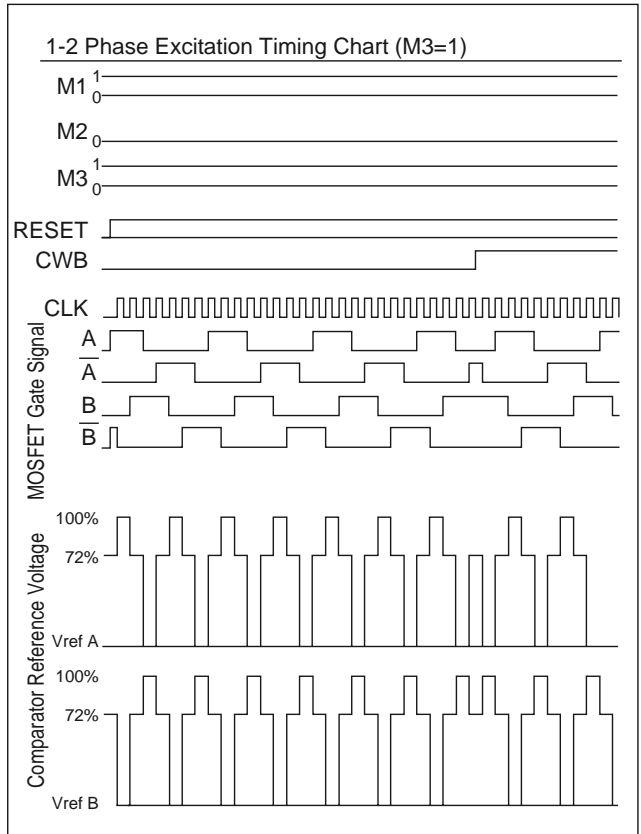 1-2 Phase Excitation Timing Chart (M3=1)
M1 1
0
M2 0
M3 1
0
RESET
CWB
CLK
MOSFET Gate Signal
A
A̅
B
B̅
Comparator Reference Voltage
100%
72%
Vref A
100%
72%
Vref B